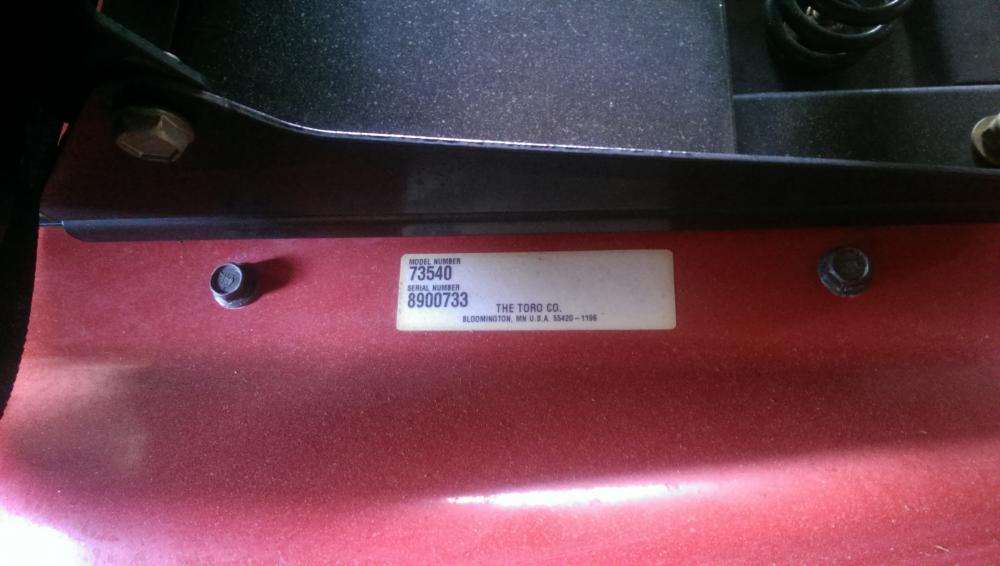 MODEL NUMBER
73540
SERIAL NUMBER
8900733
THE TORO CO.
BLOOMINGTON, MN U.S.A. 55420-1196